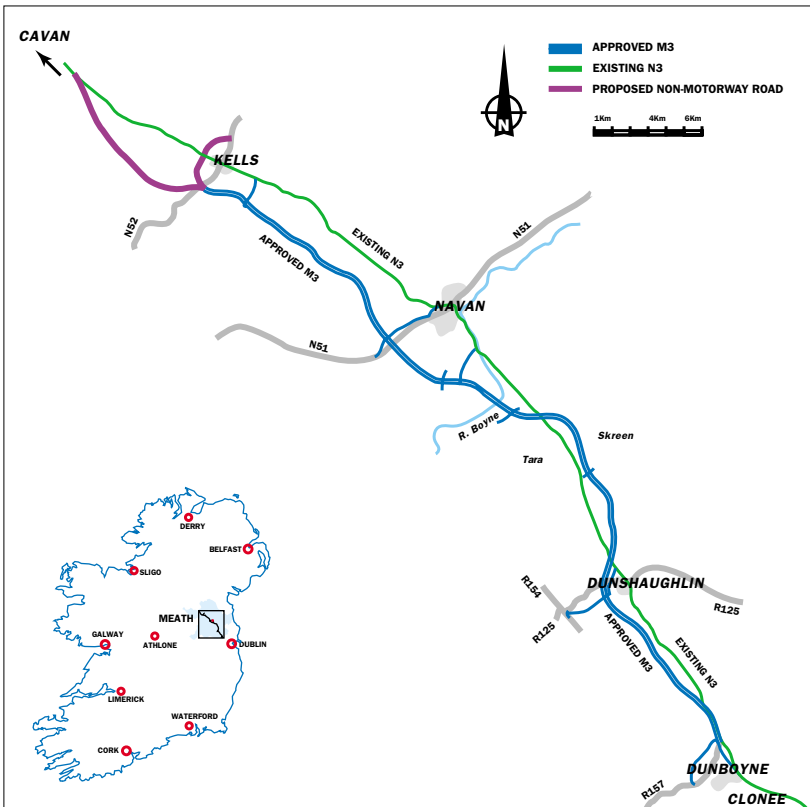 CAVAN
APPROVED M3
EXISTING N3
PROPOSED NON-MOTORWAY ROAD
N
1Km 4Km 6Km
KELLS
N52
APPROVED M3
EXISTING N3
N51
NAVAN
N51
R. Boyne
Skreen
Tara
DERRY
BELFAST
SLIGO
MEATH
GALWAY
ATHLONE
DUBLIN
LIMERICK
WATERFORD
CORK
R154
DUNSHAUGHLIN
R125
R125
APPROVED M3
EXISTING N3
DUNBOYNE
R157
CLONEE